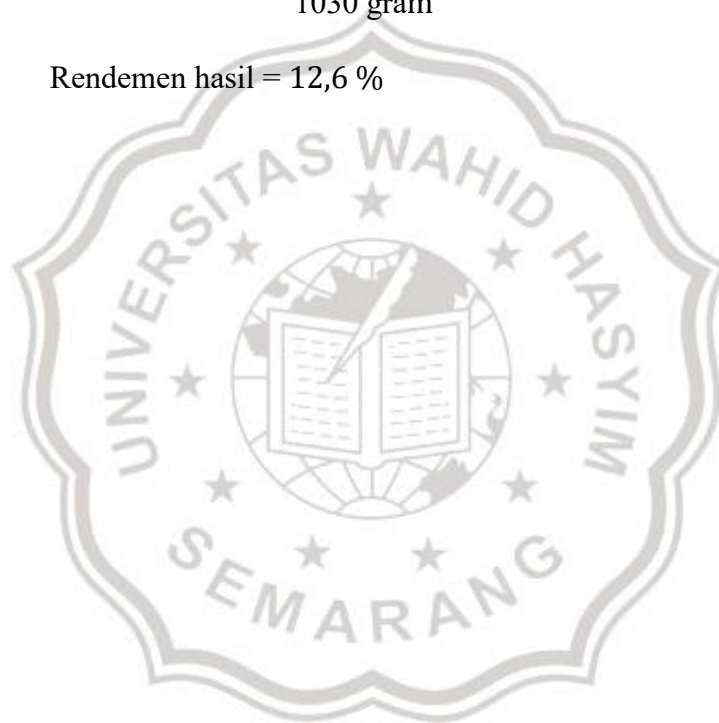 1030 gram
Rendemen hasil = 12,6 %
UNIVERSITAS WAHID HASYIM
SEMARANG